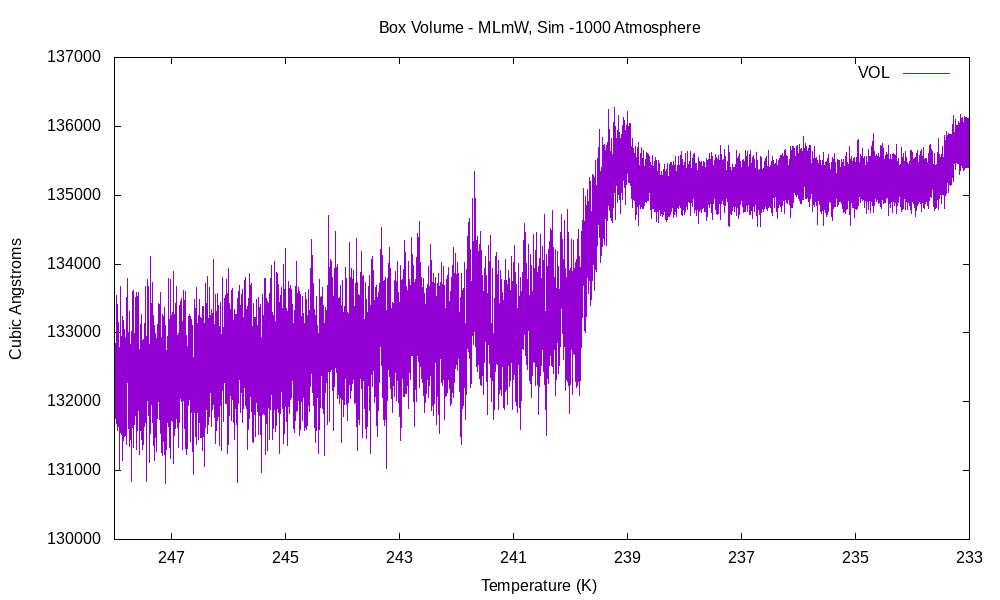 Box Volume - MLmW, Sim -1000 Atmosphere
VOL
137000
136000
135000
134000
133000
132000
131000
130000
Cubic Angstroms
247 245 243 241 239 237 235 233
Temperature (K)